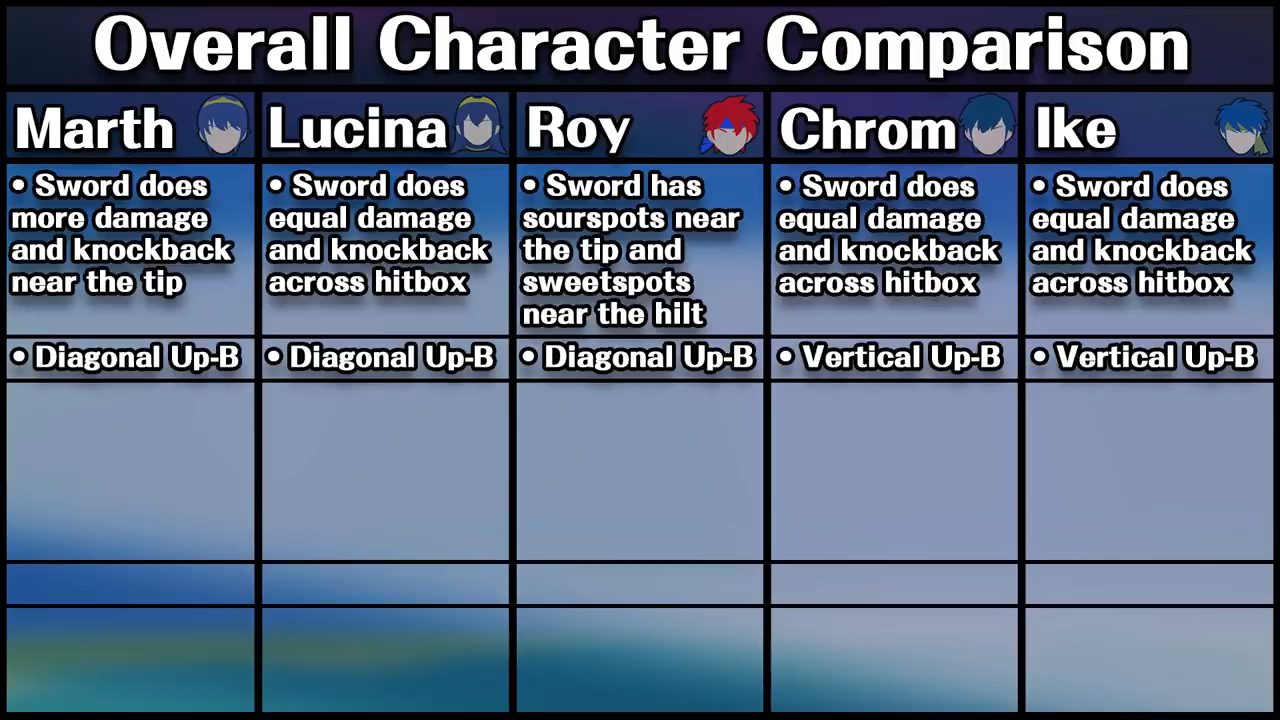 Overall Character Comparison
Marth
Lucina
Roy
Chrom
Ike
• Sword does
more damage
and knockback
near the tip
• Sword does
equal damage
and knockback
across hitbox
• Sword has
sourspots near
the tip and
sweetspots
near the hilt
• Sword does
equal damage
and knockback
across hitbox
• Sword does
equal damage
and knockback
across hitbox
• Diagonal Up-B
• Diagonal Up-B
• Diagonal Up-B
• Vertical Up-B
• Vertical Up-B